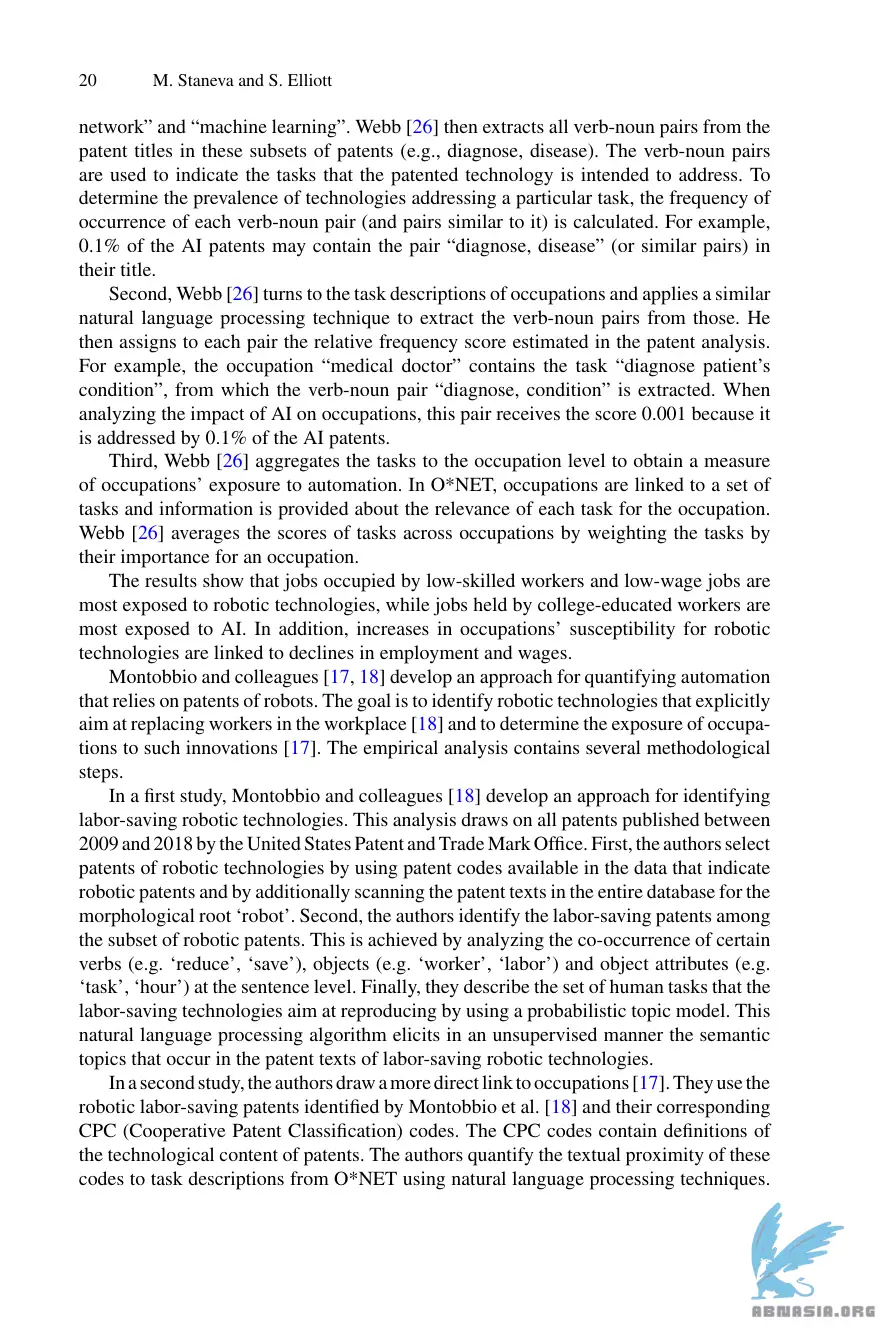 20 M. Staneva and S. Elliott
network” and “machine learning”. Webb [26] then extracts all verb-noun pairs from the
patent titles in these subsets of patents (e.g., diagnose, disease). The verb-noun pairs
are used to indicate the tasks that the patented technology is intended to address. To
determine the prevalence of technologies addressing a particular task, the frequency of
occurrence of each verb-noun pair (and pairs similar to it) is calculated. For example,
0.1% of the AI patents may contain the pair “diagnose, disease” (or similar pairs) in
their title.
Second, Webb [26] turns to the task descriptions of occupations and applies a similar
natural language processing technique to extract the verb-noun pairs from those. He
then assigns to each pair the relative frequency score estimated in the patent analysis.
For example, the occupation “medical doctor” contains the task “diagnose patient’s
condition”, from which the verb-noun pair “diagnose, condition” is extracted. When
analyzing the impact of AI on occupations, this pair receives the score 0.001 because it
is addressed by 0.1% of the AI patents.
Third, Webb [26] aggregates the tasks to the occupation level to obtain a measure
of occupations’ exposure to automation. In O*NET, occupations are linked to a set of
tasks and information is provided about the relevance of each task for the occupation.
Webb [26] averages the scores of tasks across occupations by weighting the tasks by
their importance for an occupation.
The results show that jobs occupied by low-skilled workers and low-wage jobs are
most exposed to robotic technologies, while jobs held by college-educated workers are
most exposed to AI. In addition, increases in occupations’ susceptibility for robotic
technologies are linked to declines in employment and wages.
Montobbio and colleagues [17, 18] develop an approach for quantifying automation
that relies on patents of robots. The goal is to identify robotic technologies that explicitly
aim at replacing workers in the workplace [18] and to determine the exposure of occupa-
tions to such innovations [17]. The empirical analysis contains several methodological
steps.
In a first study, Montobbio and colleagues [18] develop an approach for identifying
labor-saving robotic technologies. This analysis draws on all patents published between
2009 and 2018 by the United States Patent and Trade Mark Office. First, the authors select
patents of robotic technologies by using patent codes available in the data that indicate
robotic patents and by additionally scanning the patent texts in the entire database for the
morphological root ‘robot’. Second, the authors identify the labor-saving patents among
the subset of robotic patents. This is achieved by analyzing the co-occurrence of certain
verbs (e.g. ‘reduce’, ‘save’), objects (e.g. ‘worker’, ‘labor’) and object attributes (e.g.
‘task’, ‘hour’) at the sentence level. Finally, they describe the set of human tasks that the
labor-saving technologies aim at reproducing by using a probabilistic topic model. This
natural language processing algorithm elicits in an unsupervised manner the semantic
topics that occur in the patent texts of labor-saving robotic technologies.
In a second study, the authors draw a more direct link to occupations [17]. They use the
robotic labor-saving patents identified by Montobbio et al. [18] and their corresponding
CPC (Cooperative Patent Classification) codes. The CPC codes contain definitions of
the technological content of patents. The authors quantify the textual proximity of these
codes to task descriptions from O*NET using natural language processing techniques.
ABNASIA.ORG